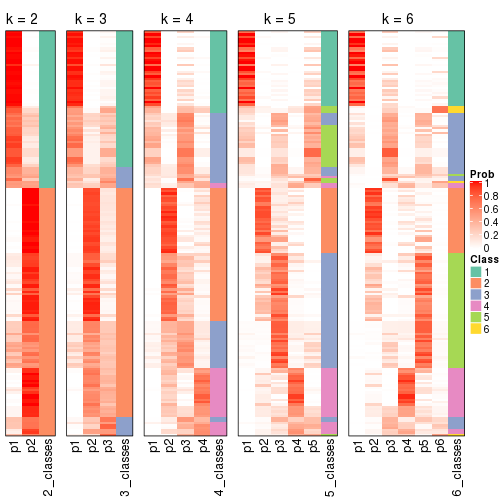 k = 2
k = 3
k = 4
k = 5
k = 6
p1
p2
2_classes
p1
p2
p3
3_classes
p1
p2
p3
p4
4_classes
p1
p2
p3
p4
p5
5_classes
p1
p2
p3
p4
p5
p6
6_classes
Prob
1
0.8
0.6
0.4
0.2
0
Class
1
2
3
4
5
6